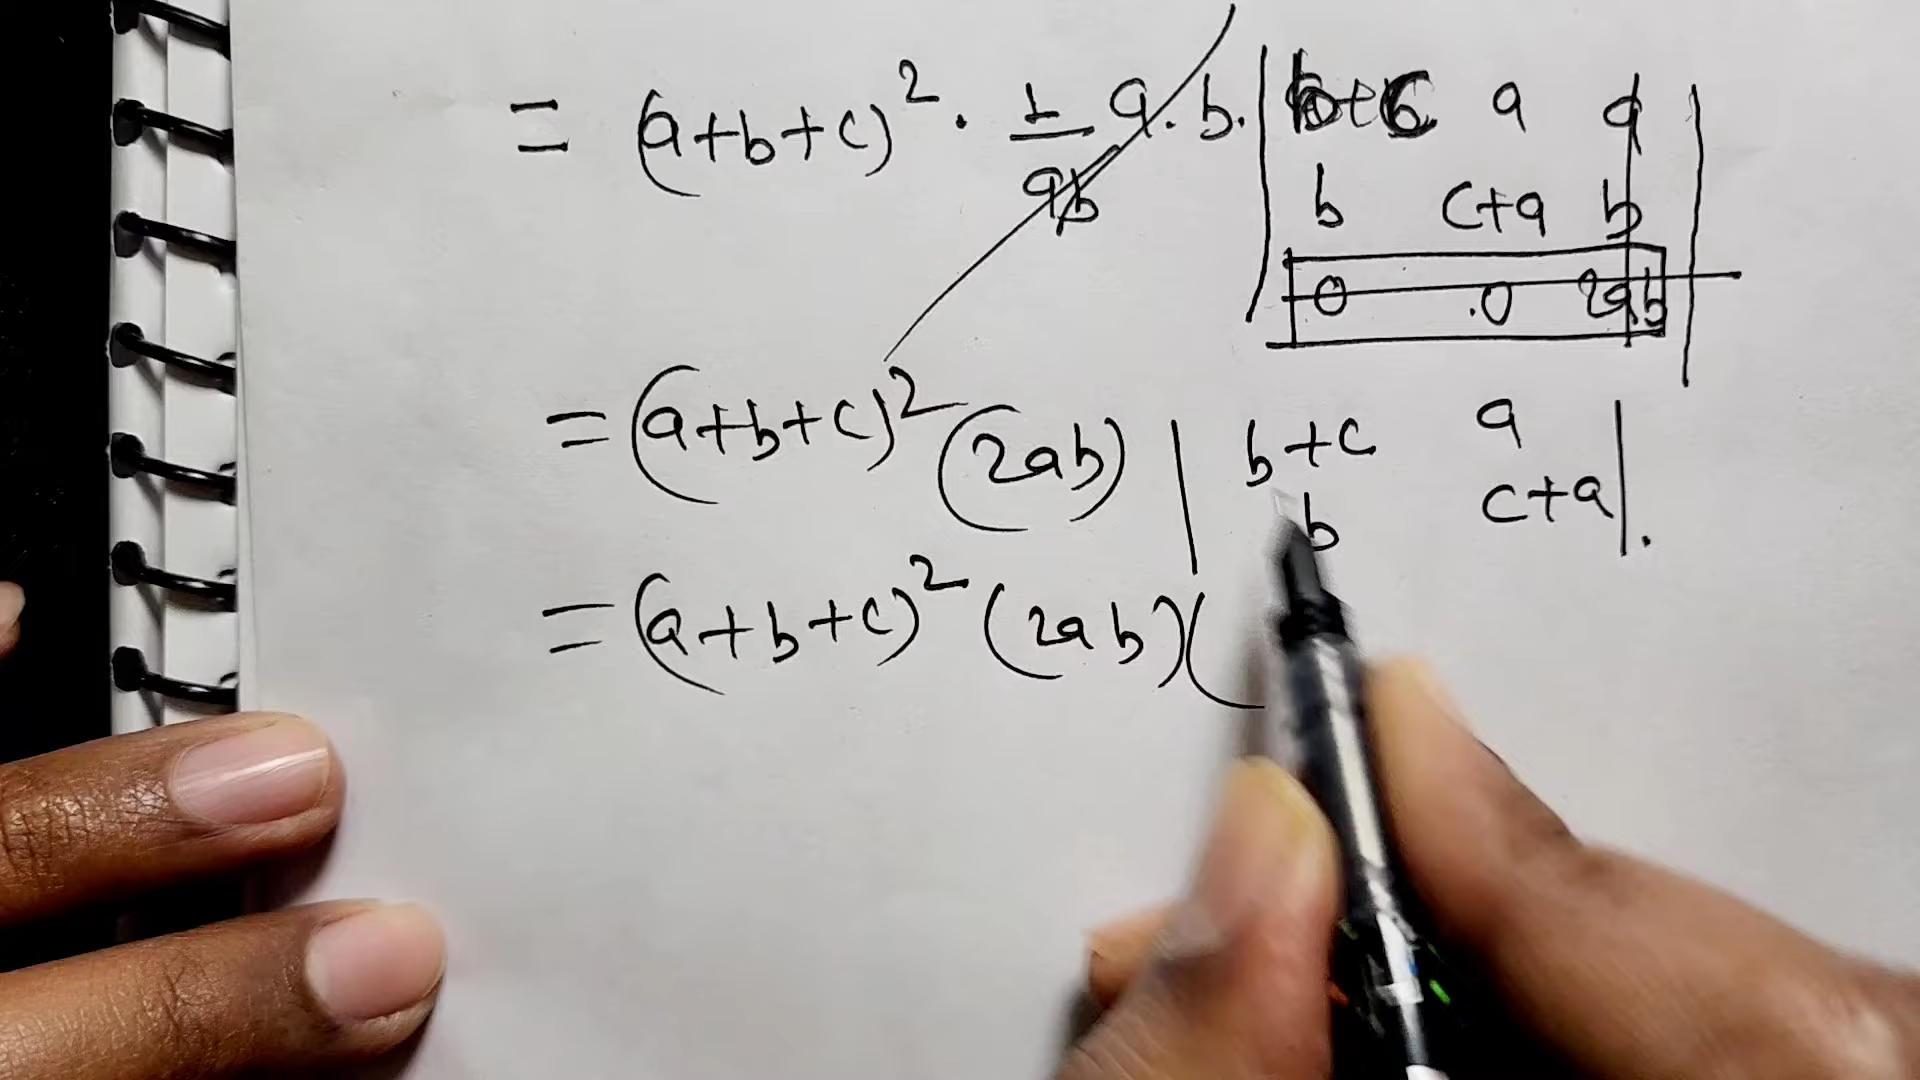 = (a+b+c)² · 1/ab a.b. | b+c a a |
b c+a b
0 .0 2ab
= (a+b+c)² (2ab) | b+c a |
b c+a .
= (a+b+c)² (2ab)(